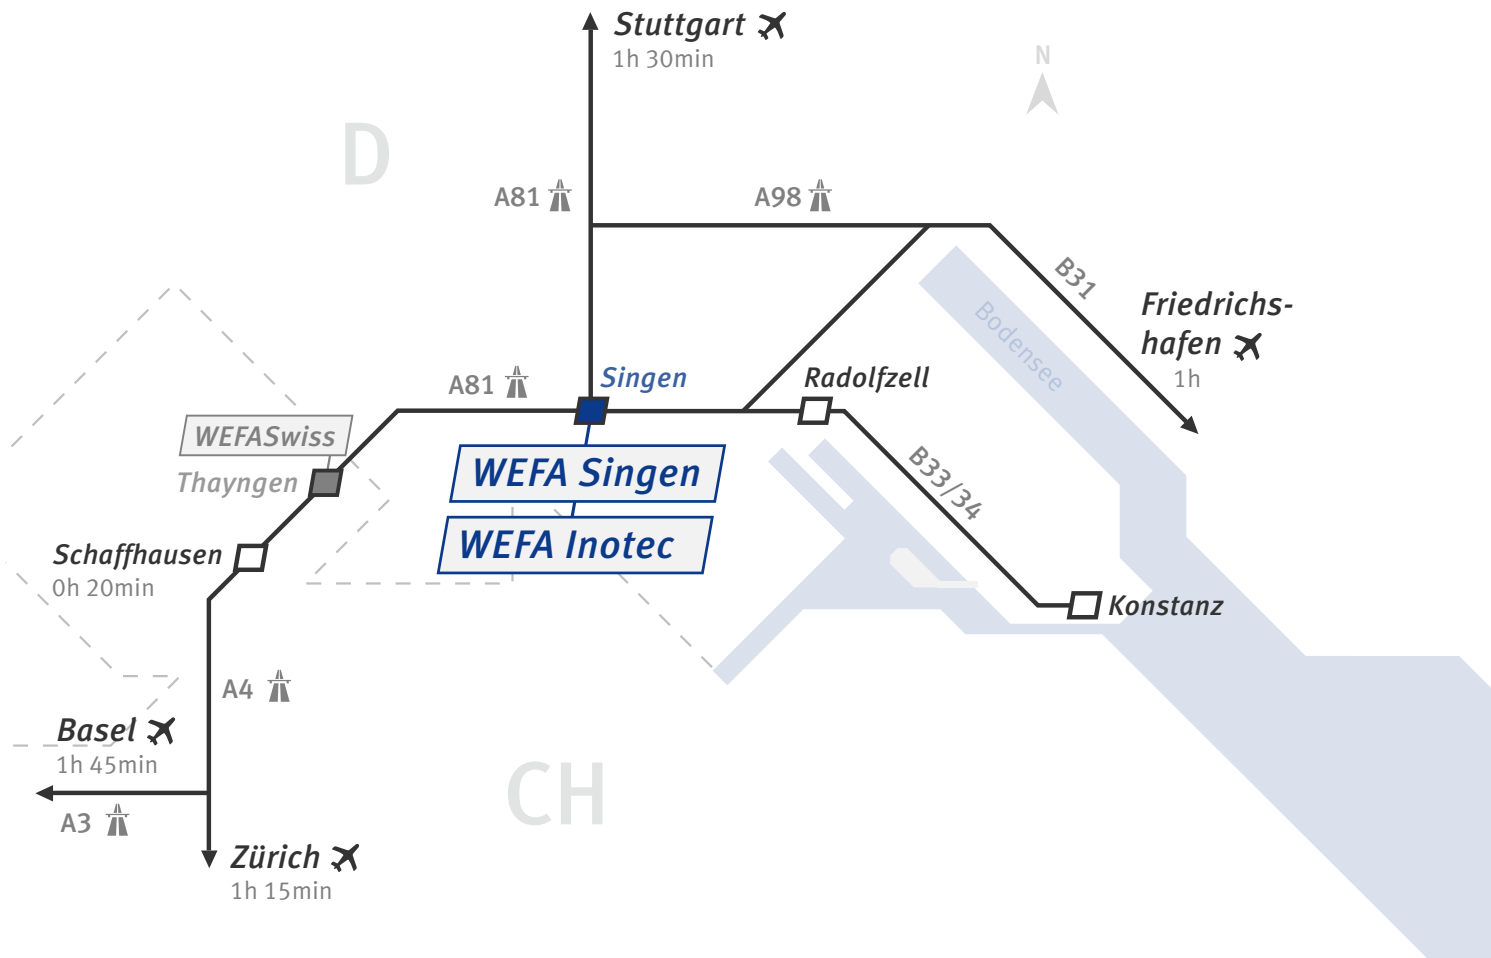 Stuttgart
1h 30min
N
D
A81
A98
B31
Friedrichs-
hafen
1h
Bodensee
A81
Singen
Radolfzell
WEFASwiss
Thayngen
WEFA Singen
B33/34
WEFA Inotec
Schaffhausen
0h 20min
Konstanz
A4
Basel
1h 45min
A3
CH
Zürich
1h 15min